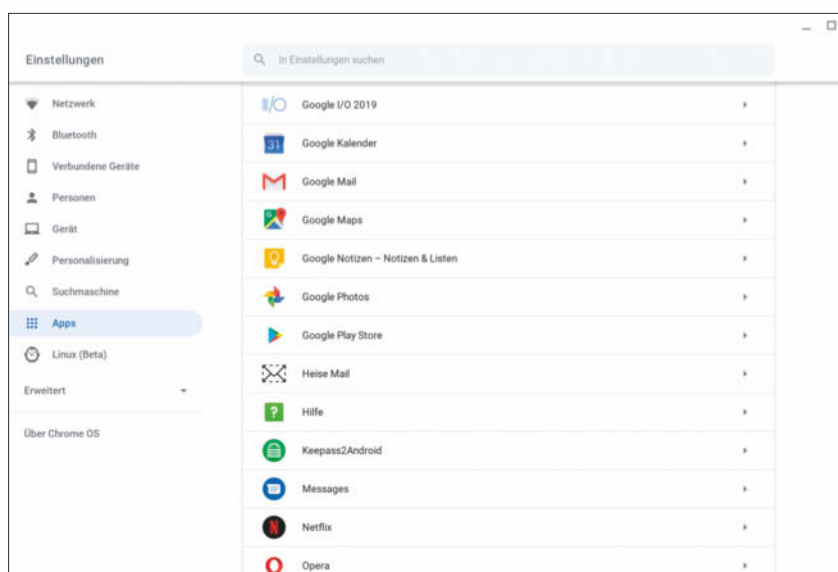 Einstellungen
In Einstellungen suchen
Netzwerk
Bluetooth
Verbundene Geräte
Personen
Gerät
Personalisierung
Suchmaschine
Apps
Linux (Beta)
Erweitert
Über Chrome OS
I/O Google I/O 2019
31 Google Kalender
Google Mail
G Google Maps
Google Notizen – Notizen & Listen
Google Photos
Google Play Store
Heise Mail
? Hilfe
Keepass2Android
Messages
N Netflix
Opera